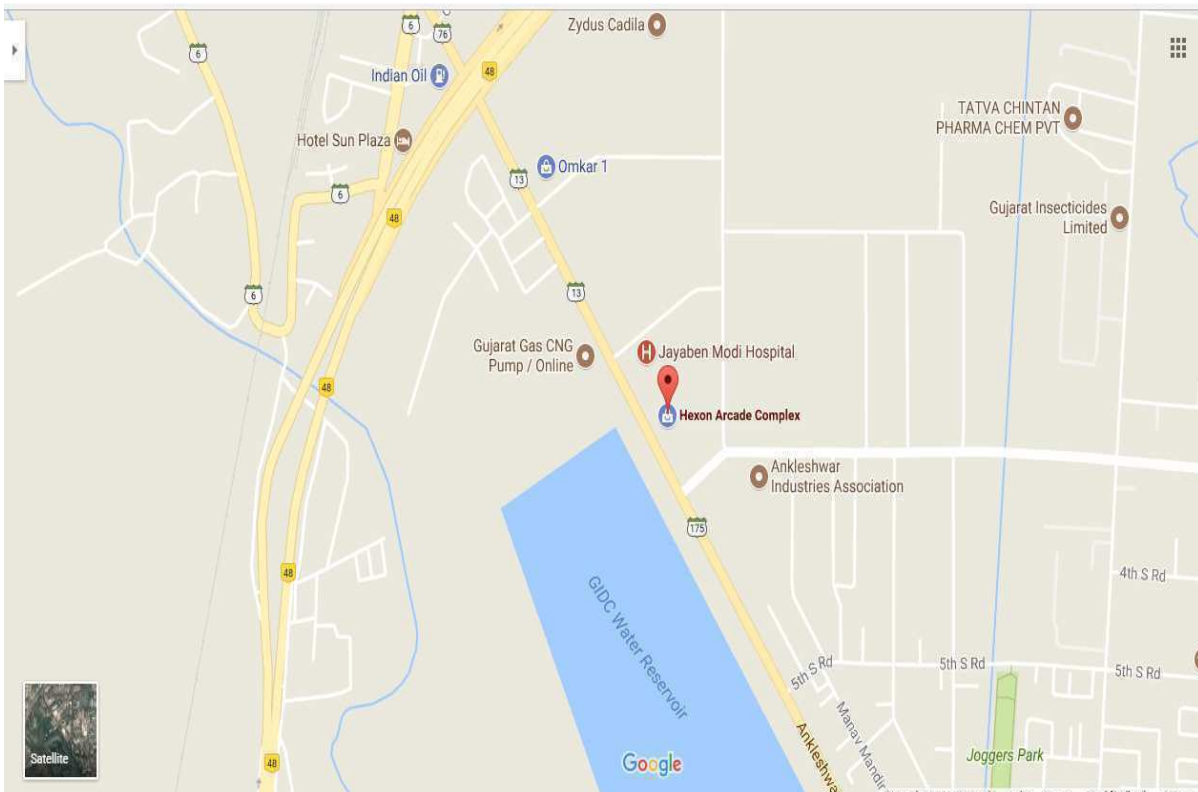 Zydus Cadila
6
6
76
Indian Oil
48
TATVA CHINTAN
PHARMA CHEM PVT
Hotel Sun Plaza
Omkar 1
13
6
48
Gujarat Insecticides
Limited
6
13
Gujarat Gas CNG
Pump / Online
H
Jayaben Modi Hospital
48
Hexon Arcade Complex
Ankleshwar
Industries Association
175
48
GIDC Water Reservoir
4th S Rd
5th S Rd
5th S Rd
5th S Rd
Manav Mandir
Ankleshwa
Joggers Park
Satellite
48
Google